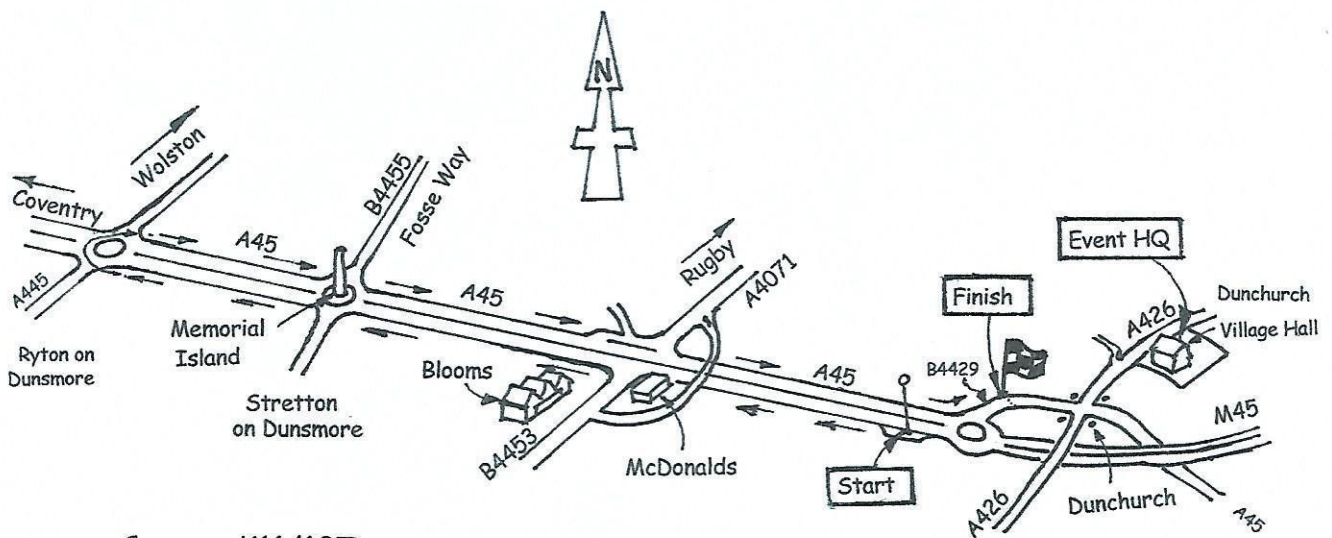 N
Wolston
Coventry
A445
Ryton on
Dunsmore
A45
B4455
Fosse Way
Memorial
Island
Stretton
on Dunsmore
A45
Rugby
A4071
Blooms
B4453
McDonalds
A45
Start
B4429
Finish
Event HQ
A426
Dunchurch
Village Hall
M45
A426
Dunchurch
A45